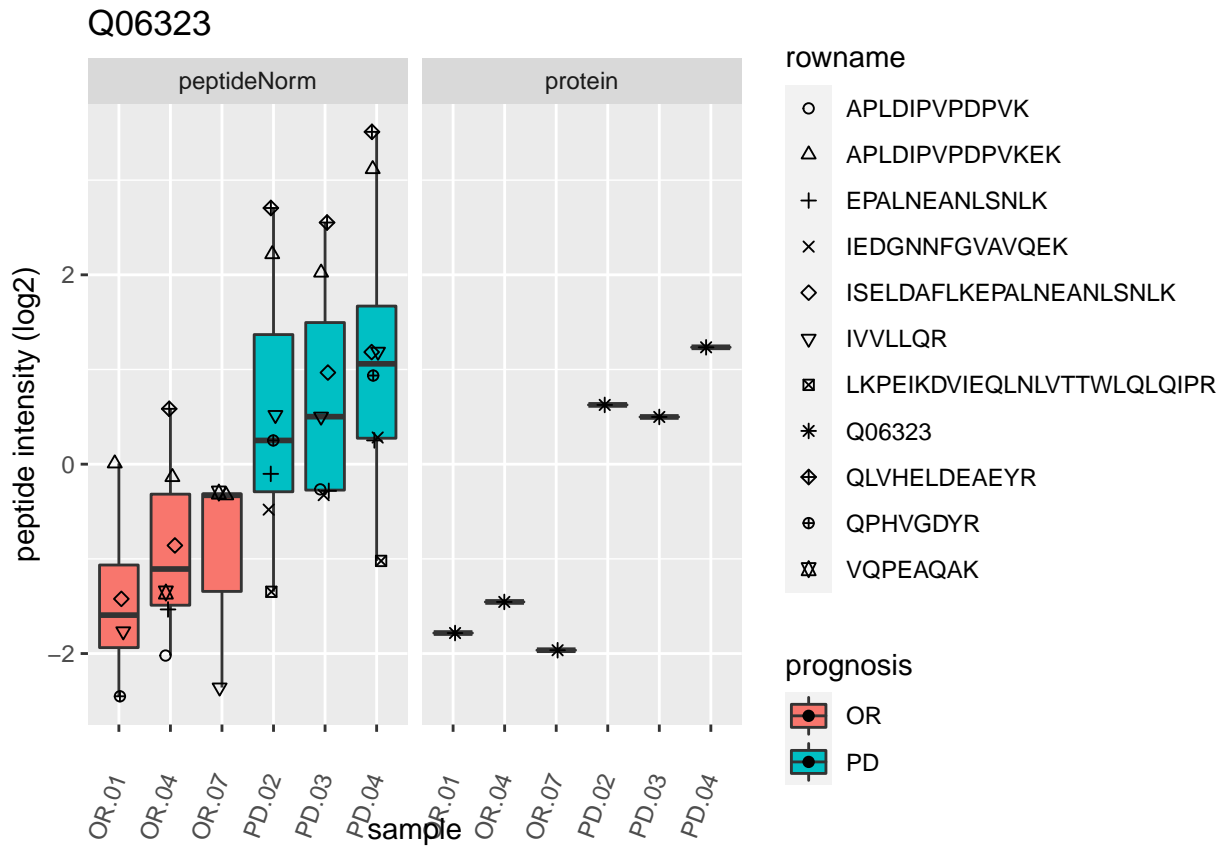 Q06323
peptideNorm
protein
peptide intensity (log2)
2
0
−2
OR.01
OR.04
OR.07
PD.02
PD.03
PD.04
OR.01
OR.04
OR.07
PD.02
PD.03
PD.04
sample
rowname
APLDIPVPDPVK
APLDIPVPDPVKEK
EPALNEANLSNLK
IEDGNNFGVAVQEK
ISELDAFLKEPALNEANLSNLK
IVVLLQR
LKPEIKDVIEQLNLVTTWLQLQIPR
Q06323
QLVHELDEAEYR
QPHVGDYR
VQPEAQAK
prognosis
OR
PD